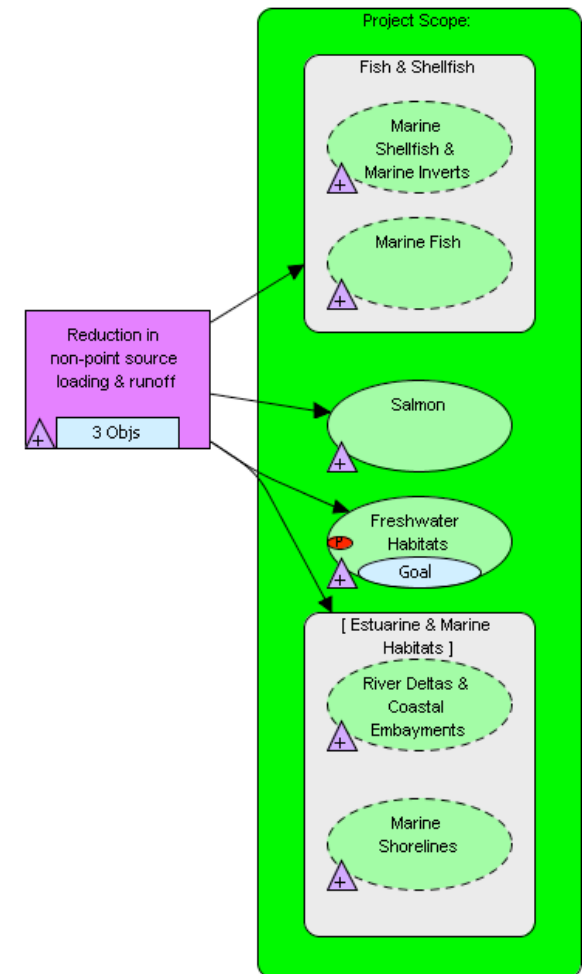 Project Scope:
Fish & Shellfish
Marine
Shellfish &
Marine Inverts
+
Marine Fish
+
Reduction in
non-point source
loading & runoff
3 Objs
+
Salmon
+
Freshwater
Habitats
P
Goal
+
[ Estuarine & Marine
Habitats ]
River Deltas &
Coastal
Embayments
+
Marine
Shorelines
+